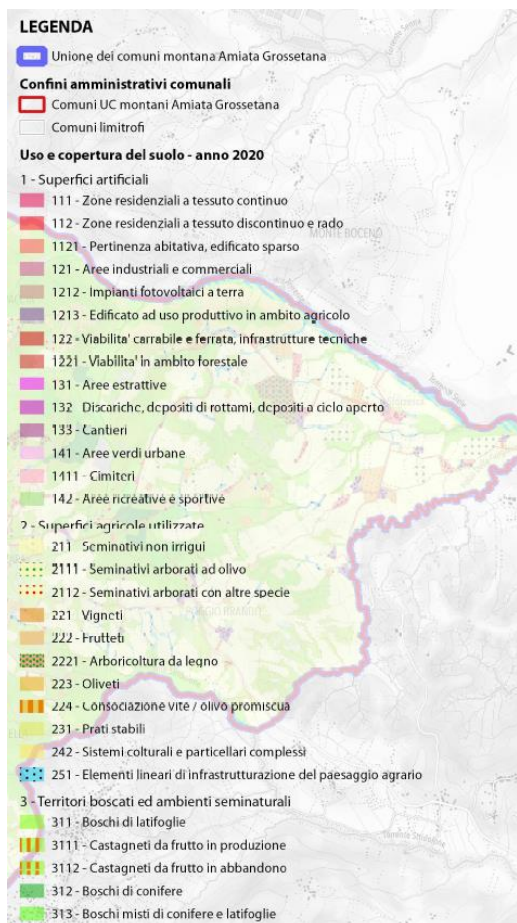 LEGENDA
Unione dei comuni montana Amiata Grossetana
Confini amministrativi comunali
Comuni UC montani Amiata Grossetana
Comuni limitrofi
Uso e copertura del suolo - anno 2020
1 - Superfici artificiali
111 - Zone residenziali a tessuto continuo
112 - Zone residenziali a tessuto discontinuo e rado
1121 - Pertinenza abitativa, edificato sparso
121 - Aree industriali e commerciali
1212 - Impianti fotovoltaici a terra
1213 - Edificato ad uso produttivo in ambito agricolo
122 - Viabilita' carrabile e ferrata, infrastrutture tecniche
1221 - Viabilita' in ambito forestale
131 - Aree estrattive
132 Discariche, depositi di rottami, depositi a cielo aperto
133 - Cantieri
141 - Aree verdi urbane
1411 - Cimiteri
142 - Aree ricreative e sportive
2 - Superfici agricole utilizzate
211 Seminativi non irrigui
2111 - Seminativi arborati ad olivo
2112 - Seminativi arborati con altre specie
221 Vigneti
222 - Frutteti
2221 - Arboricoltura da legno
223 - Oliveti
224 - Consociazione vite / olivo promiscua
231 - Prati stabili
242 - Sistemi colturali e particellari complessi
251 - Elementi lineari di infrastrutturazione del paesaggio agrario
3 - Territori boscati ed ambienti seminaturali
311 - Boschi di latifoglie
3111 - Castagneti da frutto in produzione
3112 - Castagneti da frutto in abbandono
312 - Boschi di conifere
313 - Boschi misti di conifere e latifoglie
MONTE BOCENO
POGGIO BRANDO